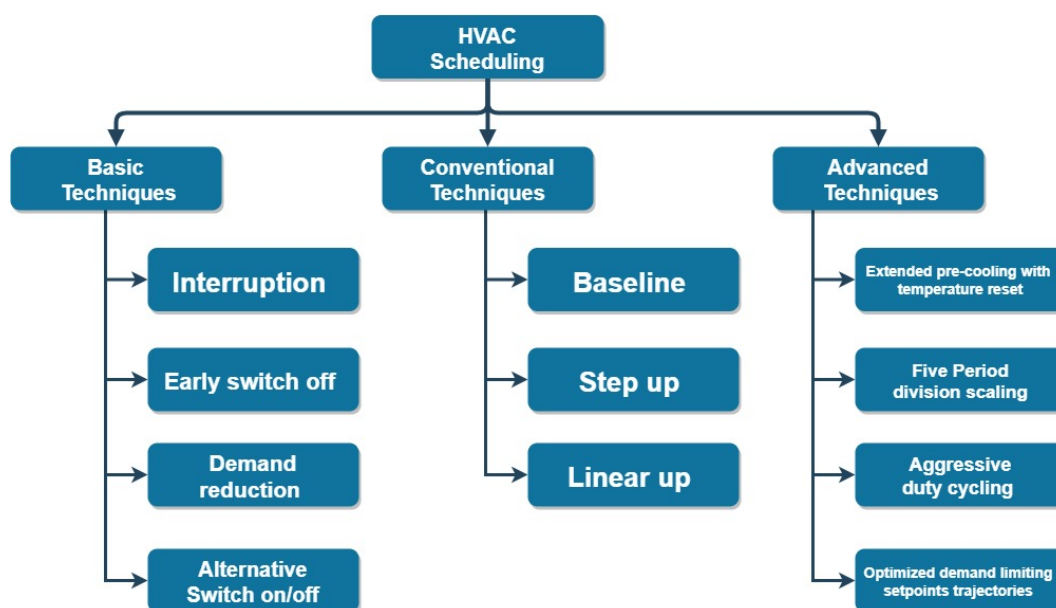 HVAC
Scheduling
Basic
Techniques
Conventional
Techniques
Advanced
Techniques
Interruption
Baseline
Extended pre-cooling with
temperature reset
Early switch off
Step up
Five Period
division scaling
Demand
reduction
Linear up
Aggressive
duty cycling
Alternative
Switch on/off
Optimized demand limiting
setpoints trajectories